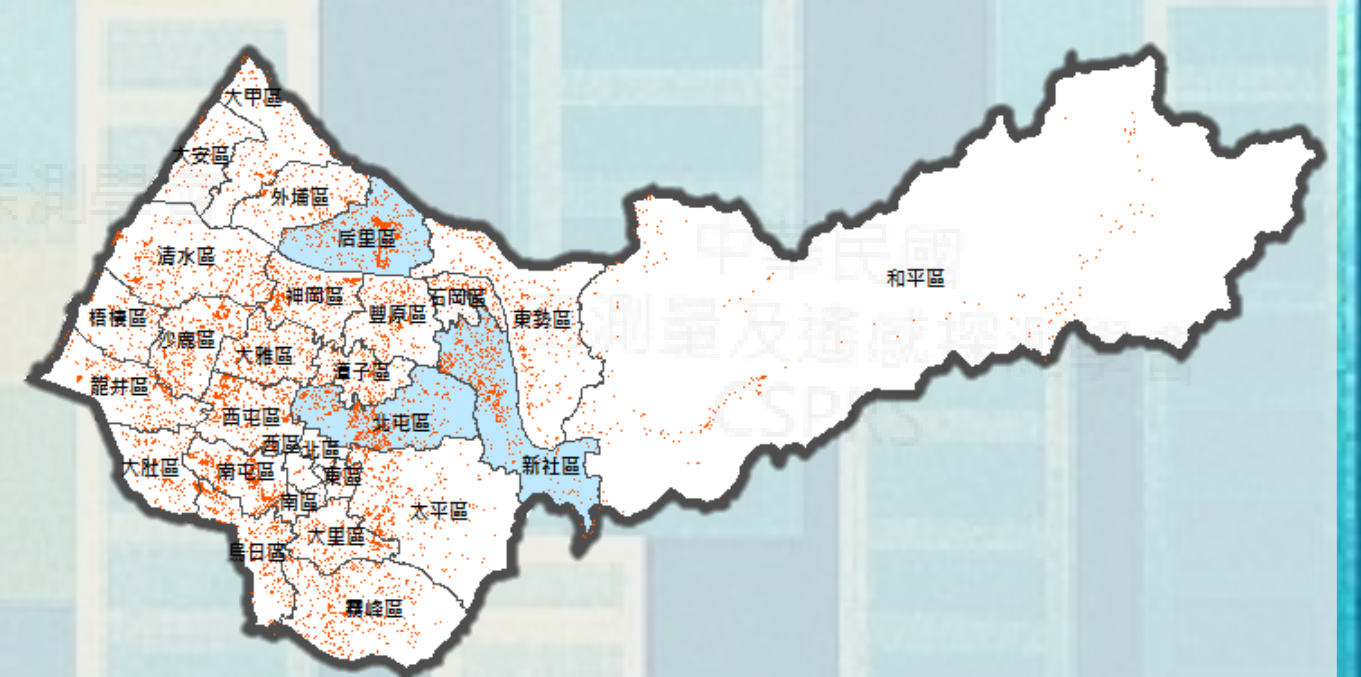 大甲區
大安區
外埔區
后里區
清水區
和平區
神岡區
石岡區
梧棲區
豐原區
東勢區
沙鹿區
大雅區
潭子區
龍井區
西屯區
北屯區
西區
北區
大肚區
南屯區
東區
新社區
南區
太平區
大里區
烏日區
霧峰區
中華民國
測量及遙感探測學會
CSPRS